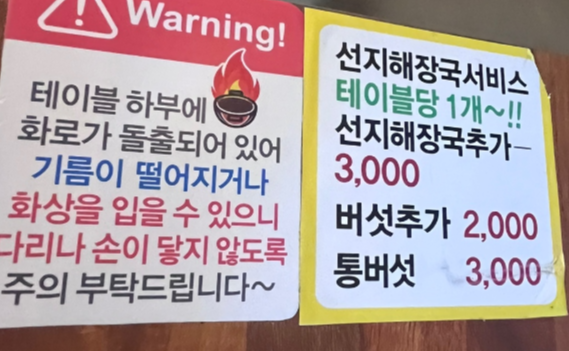 Warning!
테이블 하부에
화로가 돌출되어 있어
기름이 떨어지거나
화상을 입을 수 있으니
다리나 손이 닿지 않도록
주의 부탁드립니다~
선지해장국서비스
테이블당 1개~!!
선지해장국추가-
3,000
버섯추가 2,000
통버섯 3,000